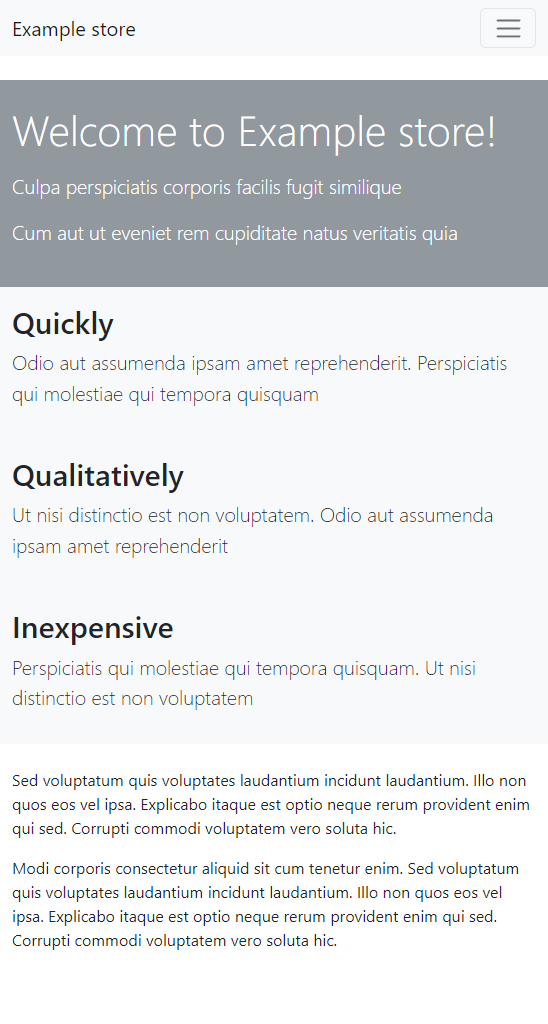 Example store
Welcome to Example store!
Culpa perspiciatis corporis facilis fugit similique
Cum aut ut eveniet rem cupiditate natus veritatis quia
Quickly
Odio aut assumenda ipsam amet reprehenderit. Perspiciatis
qui molestiae qui tempora quisquam
Qualitatively
Ut nisi distinctio est non voluptatem. Odio aut assumenda
ipsam amet reprehenderit
Inexpensive
Perspiciatis qui molestiae qui tempora quisquam. Ut nisi
distinctio est non voluptatem
Sed voluptatum quis voluptates laudantium incidunt laudantium. Illo non
quos eos vel ipsa. Explicabo itaque est optio neque rerum provident enim
qui sed. Corrupti commodi voluptatem vero soluta hic.
Modi corporis consectetur aliquid sit cum tenetur enim. Sed voluptatum
quis voluptates laudantium incidunt laudantium. Illo non quos eos vel
ipsa. Explicabo itaque est optio neque rerum provident enim qui sed.
Corrupti commodi voluptatem vero soluta hic.